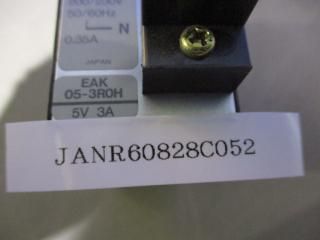 50/60Hz
N
0.35A
JAPAN
EAK
05-3R0H
5V 3A
JANR60828C052